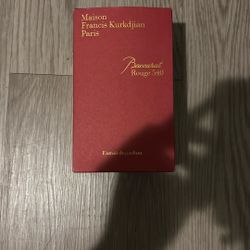 Maison
Francis Kurkdjian
Paris
Baccarat
Rouge 540
Extrait de parfum